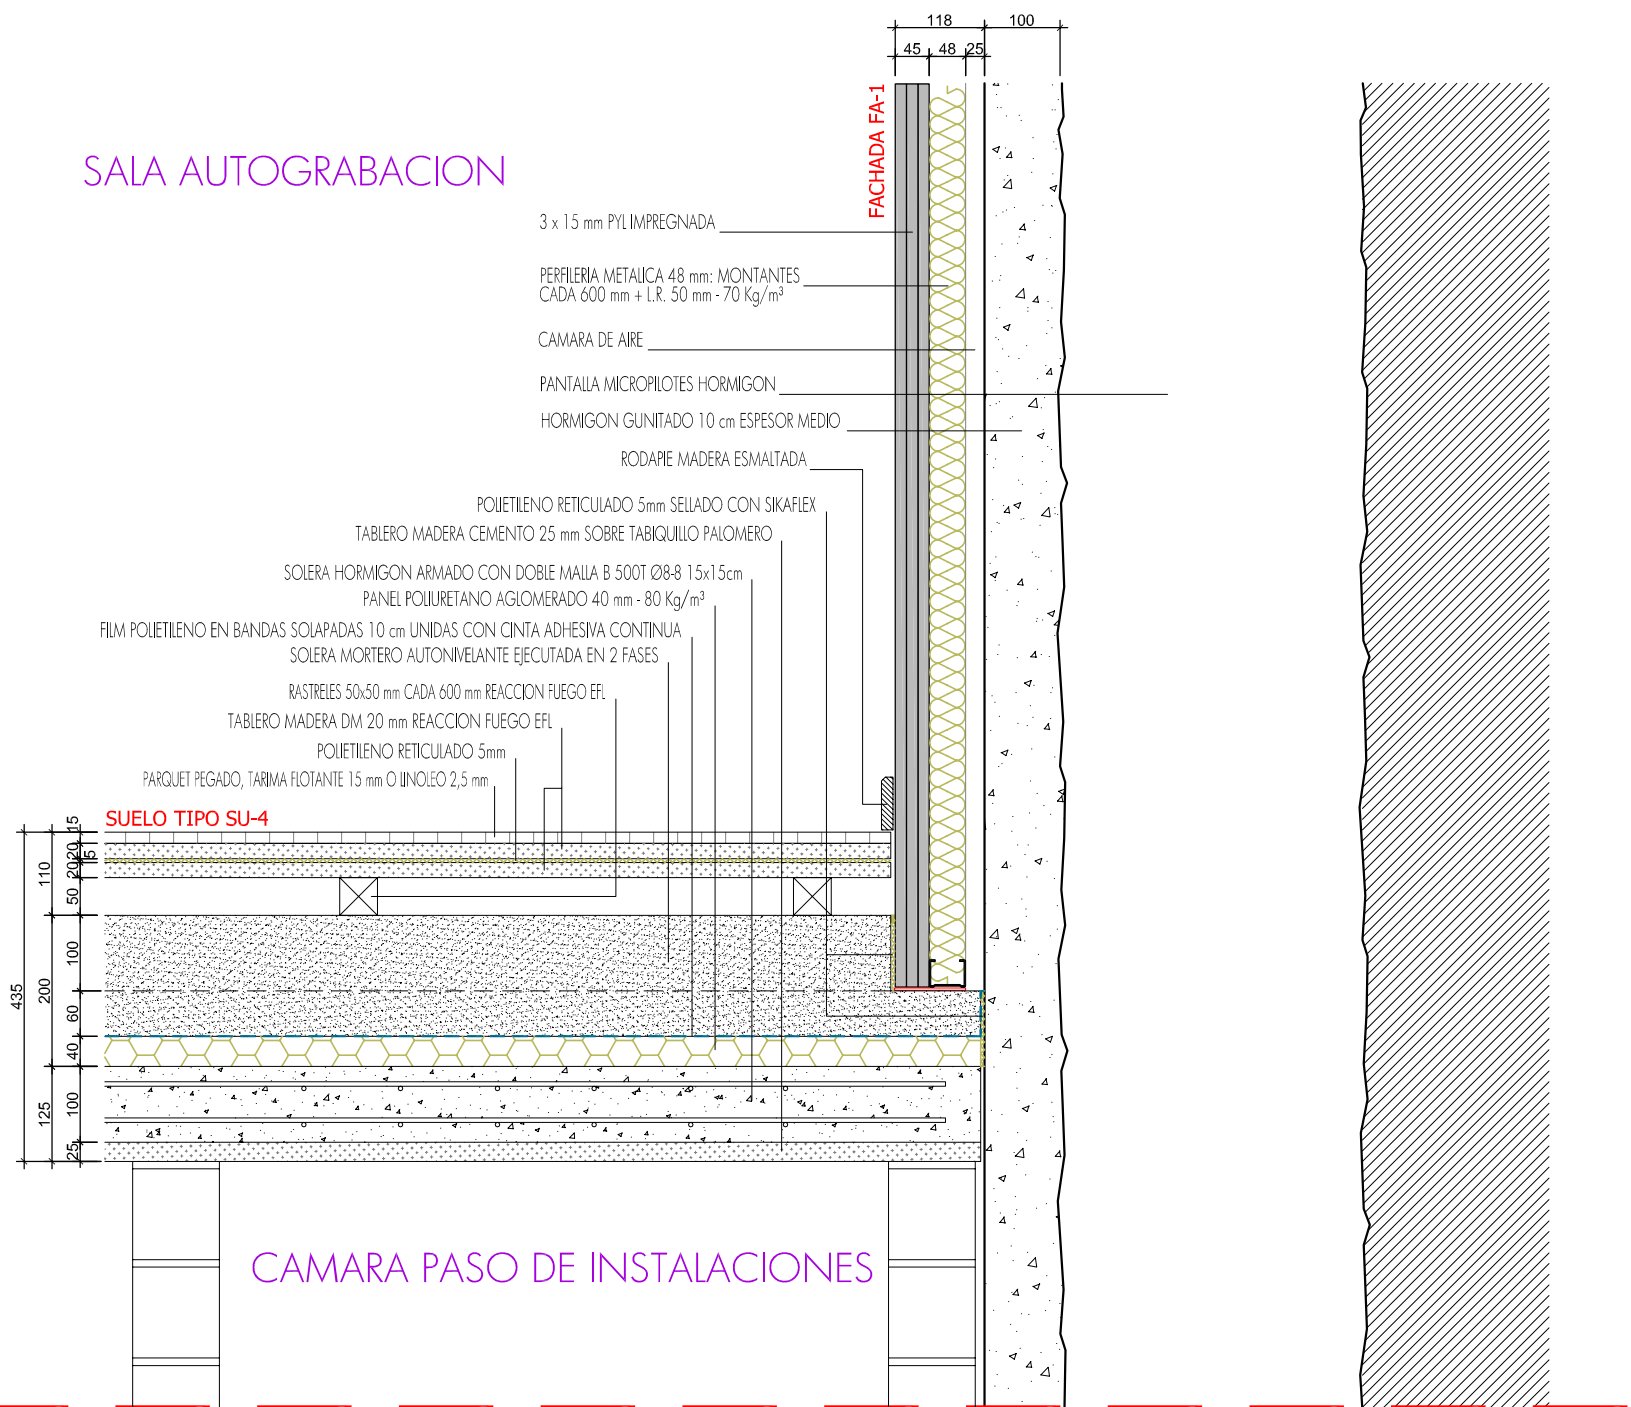 118
100
45
48
25
FACHADA FA-1
SALA AUTOGRABACION
3 x 15 mm PYL IMPREGNADA
PERFILERIA METALICA 48 mm: MONTANTES
CADA 600 mm + L.R. 50 mm - 70 Kg/m³
CAMARA DE AIRE
PANTALLA MICROPILOTES HORMIGON
HORMIGON GUNITADO 10 cm ESPESOR MEDIO
RODAPIE MADERA ESMALTADA
POLIETILENO RETICULADO 5mm SELLADO CON SIKAFLEX
TABLERO MADERA CEMENTO 25 mm SOBRE TABIQUILLO PALOMERO
SOLERA HORMIGON ARMADO CON DOBLE MALLA B 500T Ø8-8 15x15cm
PANEL POLIURETANO AGLOMERADO 40 mm - 80 Kg/m³
FILM POLIETILENO EN BANDAS SOLAPADAS 10 cm UNIDAS CON CINTA ADHESIVA CONTINUA
SOLERA MORTERO AUTONIVELANTE EJECUTADA EN 2 FASES
RASTRELES 50x50 mm CADA 600 mm REACCION FUEGO EFL
TABLERO MADERA DM 20 mm REACCION FUEGO EFL
POLIETILENO RETICULADO 5mm
PARQUET PEGADO, TARIMA FLOTANTE 15 mm O LINOLEO 2,5 mm
SUELO TIPO SU-4
15
20
5
20
50
110
100
60
200
40
435
100
25
125
CAMARA PASO DE INSTALACIONES